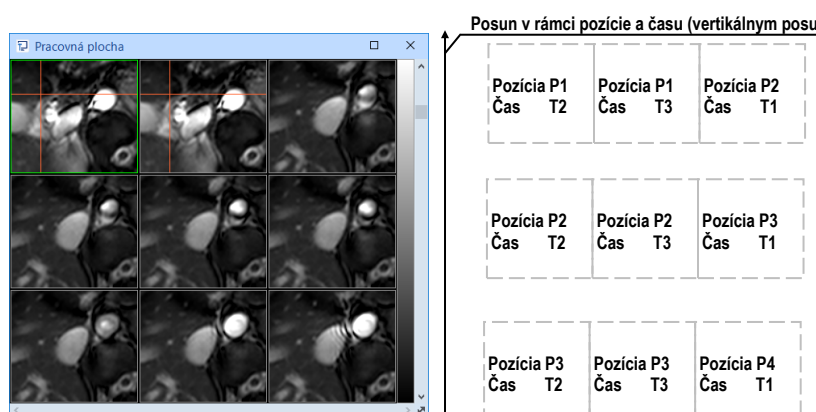 Posun v rámci pozície a času (vertikálnym posu
Pracovná plocha
Pozícia P1 Pozícia P1 Pozícia P2
Čas T2 Čas T3 Čas T1
Pozícia P2 Pozícia P2 Pozícia P3
Čas T2 Čas T3 Čas T1
Pozícia P3 Pozícia P3 Pozícia P4
Čas T2 Čas T3 Čas T1